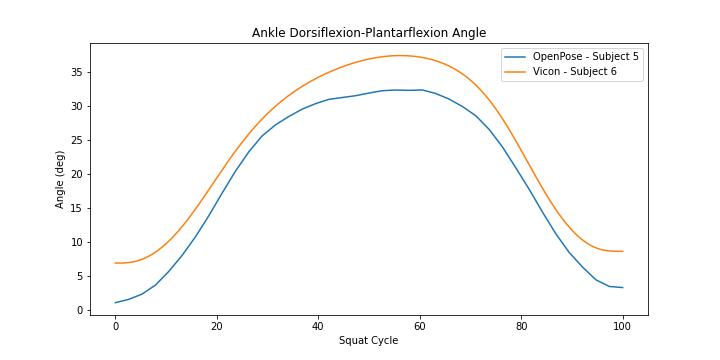 Ankle Dorsiflexion-Plantarflexion Angle
OpenPose - Subject 5
Vicon - Subject 6
Angle (deg)
35
30
25
20
15
10
5
0
0 20 40 60 80 100
Squat Cycle